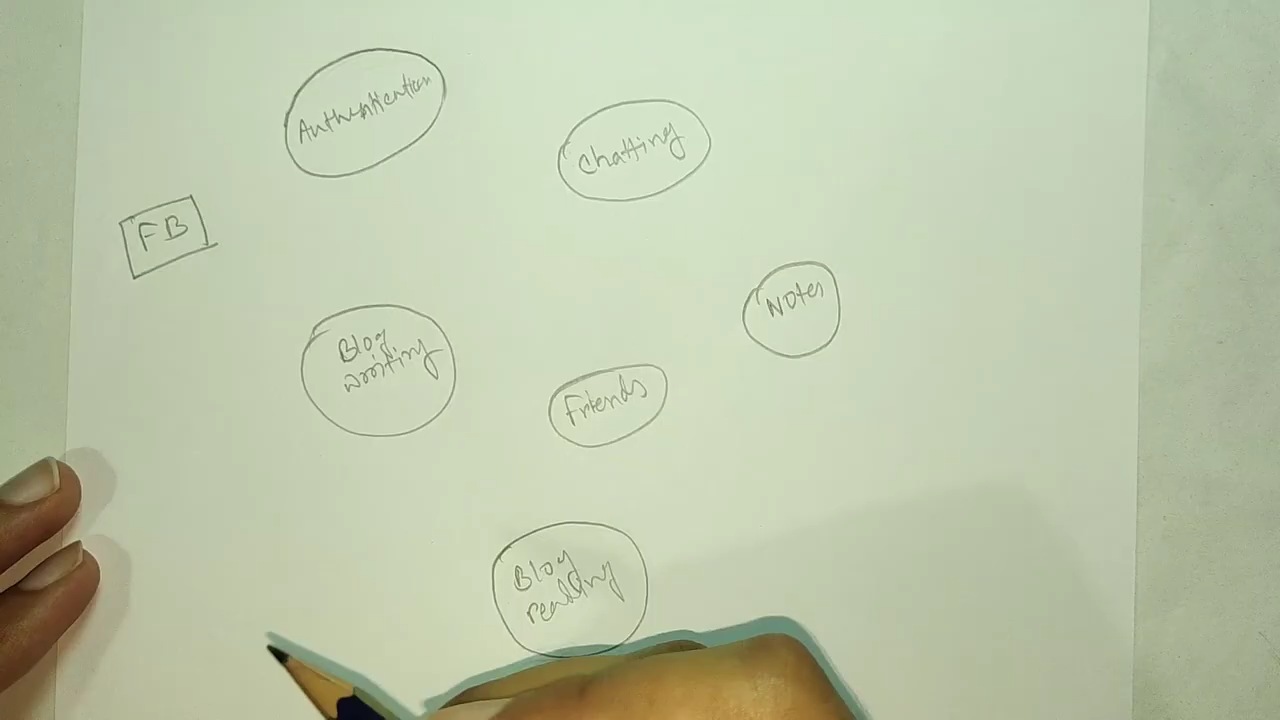 Authentication
Chatting
FB
Notes
Blog
writing
Friends
Blog
reading